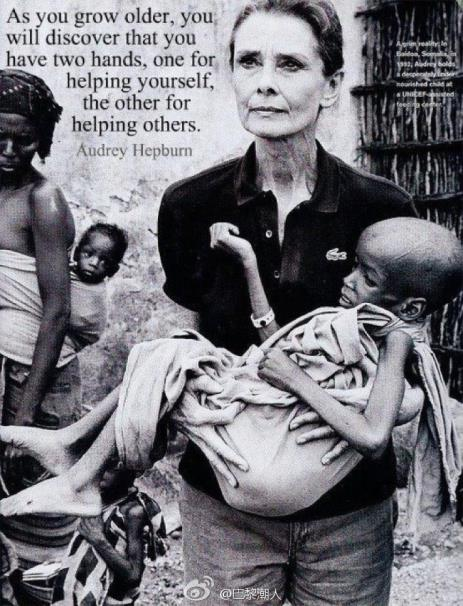 As you grow older, you
will discover that you
have two hands, one for
helping yourself,
the other for
helping others.
Audrey Hepburn
A grim reality: In
Baidoa, Somalia, in
Audrey holds
a desperately under-
nourished child at
a UNICEF-assisted
feeding center.
@巴黎潮人